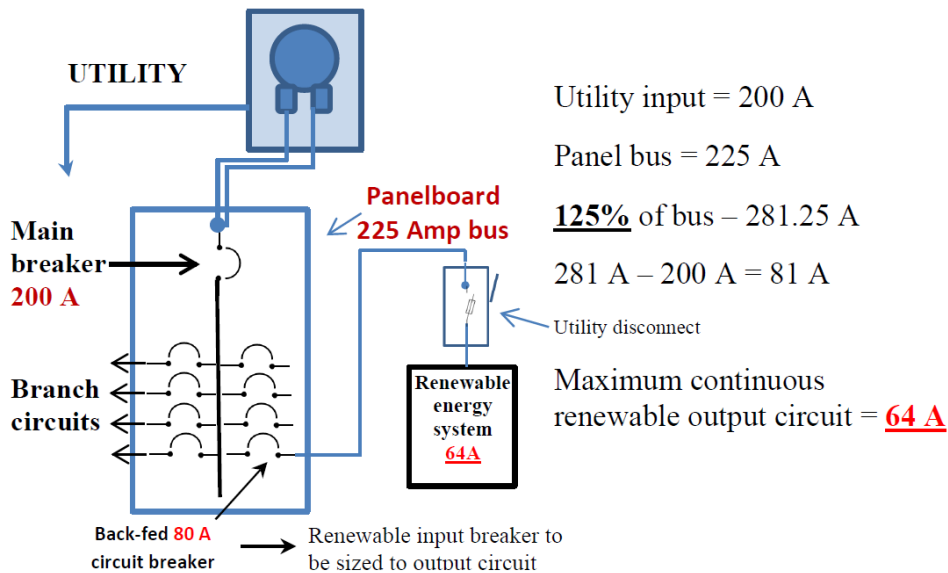 UTILITY
Utility input = 200 A
Panel bus = 225 A
125% of bus – 281.25 A
281 A – 200 A = 81 A
Panelboard
225 Amp bus
Main
breaker
200 A
Utility disconnect
Branch
circuits
Renewable
energy
system
64A
Maximum continuous
renewable output circuit = 64 A
Back-fed 80 A
circuit breaker
Renewable input breaker to
be sized to output circuit